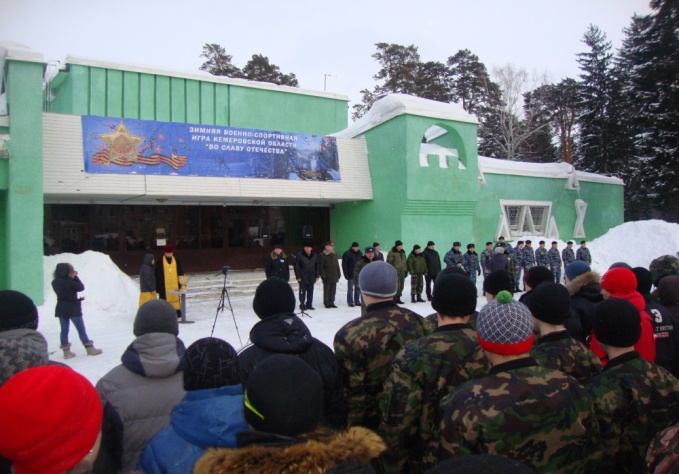 ЗИМНЯЯ ВОЕННО-СПОРТИВНАЯ
ИГРА КЕМЕРОВСКОЙ ОБЛАСТИ
"ВО СЛАВУ ОТЕЧЕСТВА"